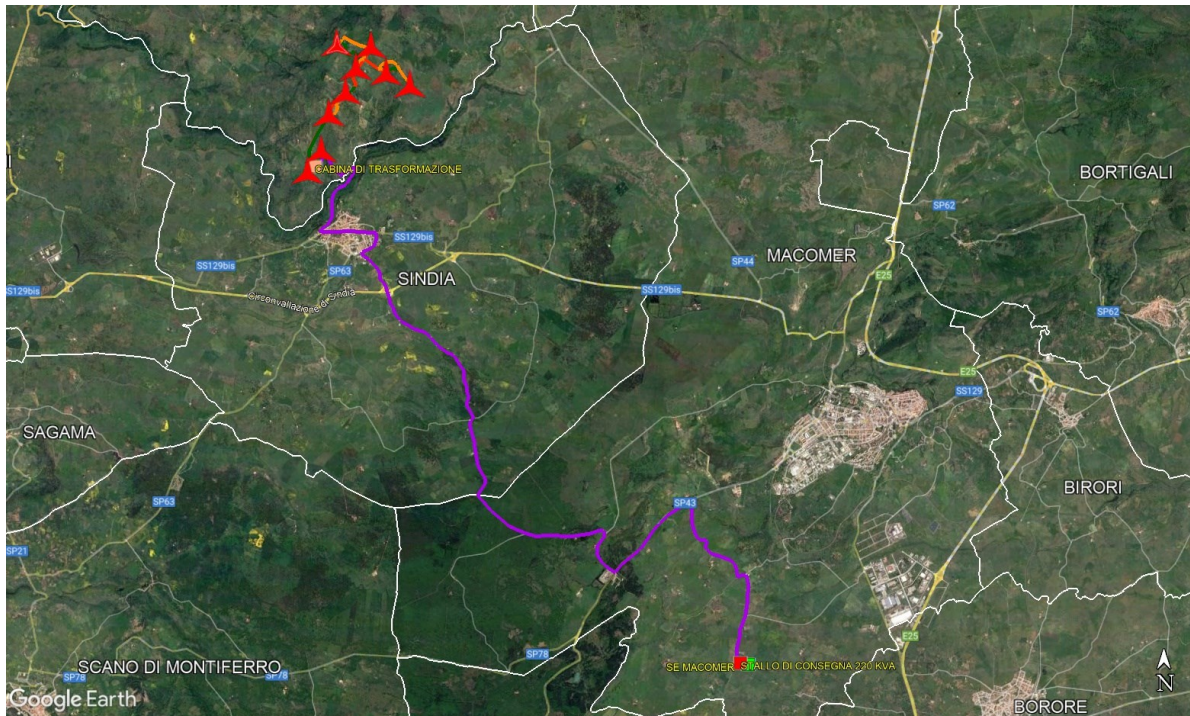 CABINA DI TRASFORMAZIONE
BORTIGALI
SP62
SS129bis
SP44
MACOMER
SS129bis
SP63
SINDIA
E25
SS129bis
Circonvallazione di Sindia
SS129bis
SP62
E25
SS129
SAGAMA
SP63
SP43
BIRORI
SP21
E25
SP78
SCANO DI MONTIFERRO
SP78
SP78
SE MACOMER
STALLO DI CONSEGNA 220 KVA
N
Google Earth
BORORE